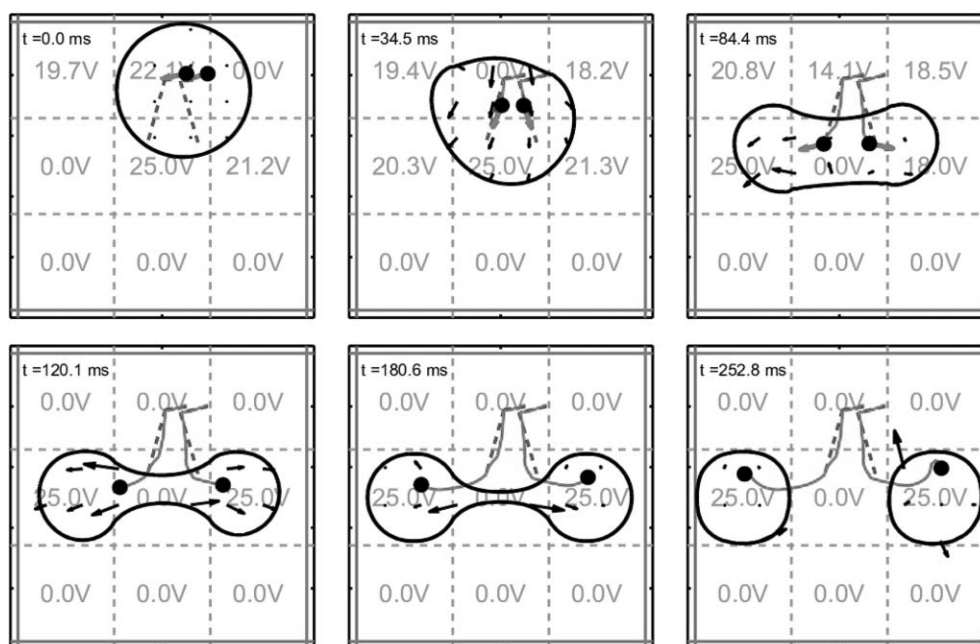 t =0.0 ms
19.7V 22.1V 0.0V
0.0V 25.0V 21.2V
0.0V 0.0V 0.0V
t =34.5 ms
19.4V 0.0V 18.2V
20.3V 25.0V 21.3V
0.0V 0.0V 0.0V
t =84.4 ms
20.8V 14.1V 18.5V
25.0V 0.0V 18.0V
0.0V 0.0V 0.0V
t =120.1 ms
0.0V 0.0V 0.0V
25.0V 0.0V 25.0V
0.0V 0.0V 0.0V
t =180.6 ms
0.0V 0.0V 0.0V
25.0V 0.0V 25.0V
0.0V 0.0V 0.0V
t =252.8 ms
0.0V 0.0V 0.0V
25.0V 0.0V 25.0V
0.0V 0.0V 0.0V